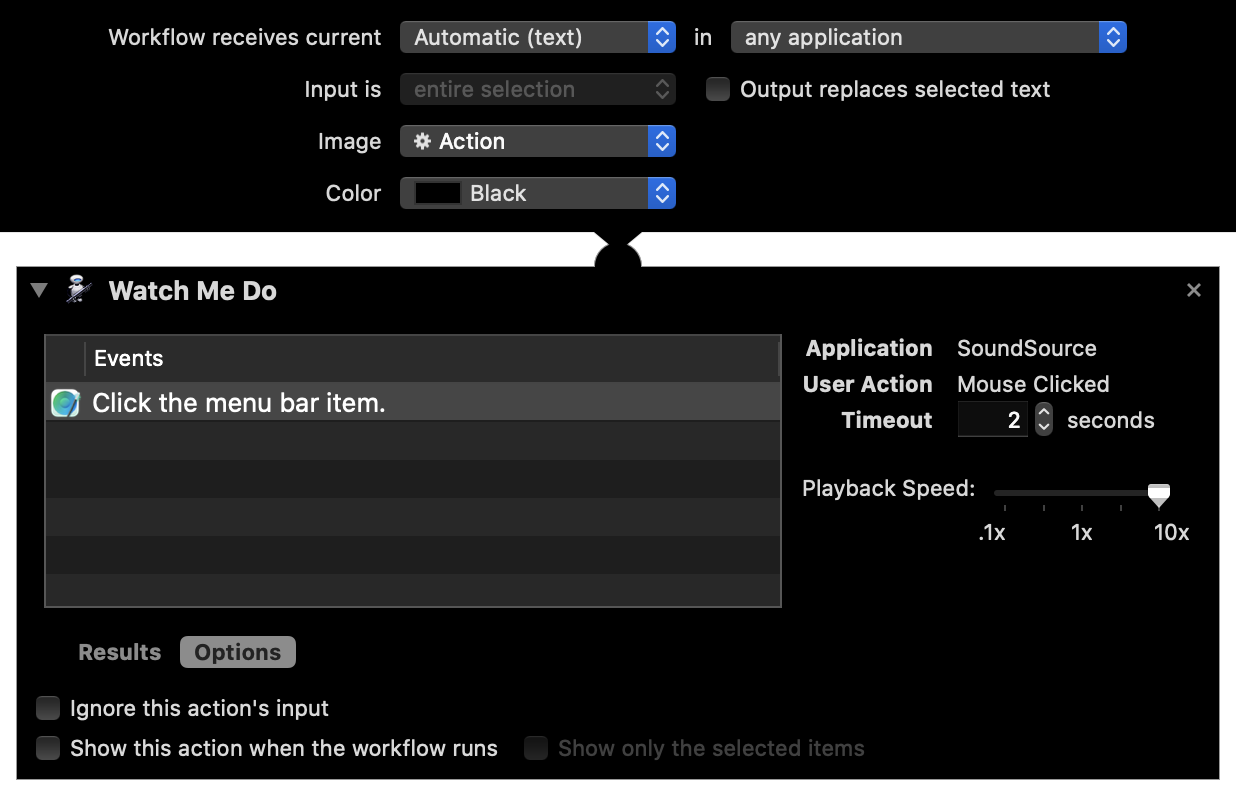 Workflow receives current Automatic (text) in any application
Input is entire selection Output replaces selected text
Image Action
Color Black
Watch Me Do
Events
Click the menu bar item.
Application SoundSource
User Action Mouse Clicked
Timeout 2 seconds
Playback Speed:
.1x 1x 10x
Results Options
Ignore this action's input
Show this action when the workflow runs Show only the selected items